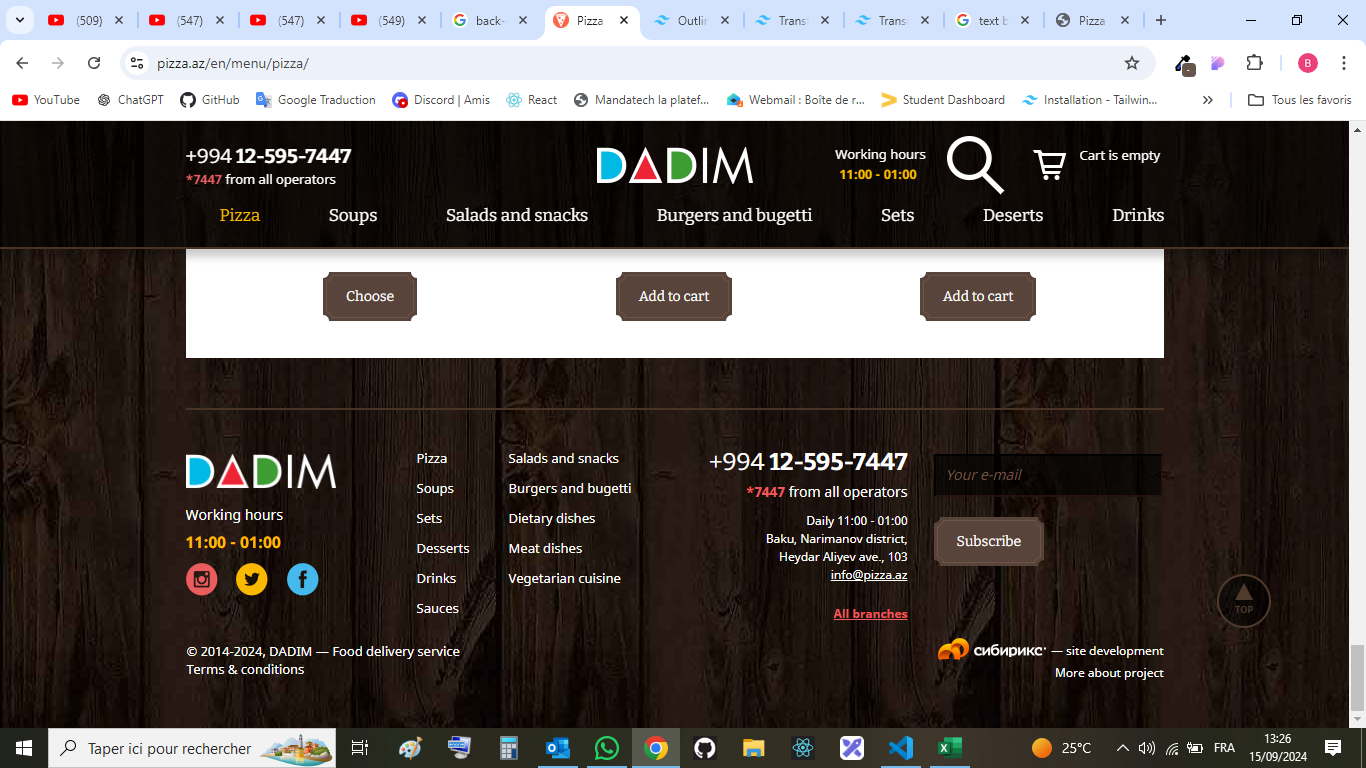 (509)
(547)
(547)
(549)
back-
Pizza
Outlin
Trans
Trans
text b
Pizza
pizza.az/en/menu/pizza/
B
YouTube
ChatGPT
GitHub
Google Traduction
Discord | Amis
React
Mandatech la platef...
Webmail : Boîte de r...
Student Dashboard
Installation - Tailwin...
Tous les favoris
+994 12-595-7447
*7447 from all operators
DADIM
Working hours
11:00 - 01:00
Cart is empty
Pizza
Soups
Salads and snacks
Burgers and bugetti
Sets
Deserts
Drinks
Choose
Add to cart
Add to cart
DADIM
Working hours
11:00 - 01:00
Pizza
Soups
Sets
Desserts
Drinks
Sauces
Salads and snacks
Burgers and bugetti
Dietary dishes
Meat dishes
Vegetarian cuisine
+994 12-595-7447
*7447 from all operators
Daily 11:00 - 01:00
Baku, Narimanov district,
Heydar Aliyev ave., 103
info@pizza.az
All branches
Your e-mail
Subscribe
TOP
© 2014-2024, DADIM — Food delivery service
Terms & conditions
сибирикс — site development
More about project
Taper ici pour rechercher
25°C
FRA
13:26
15/09/2024